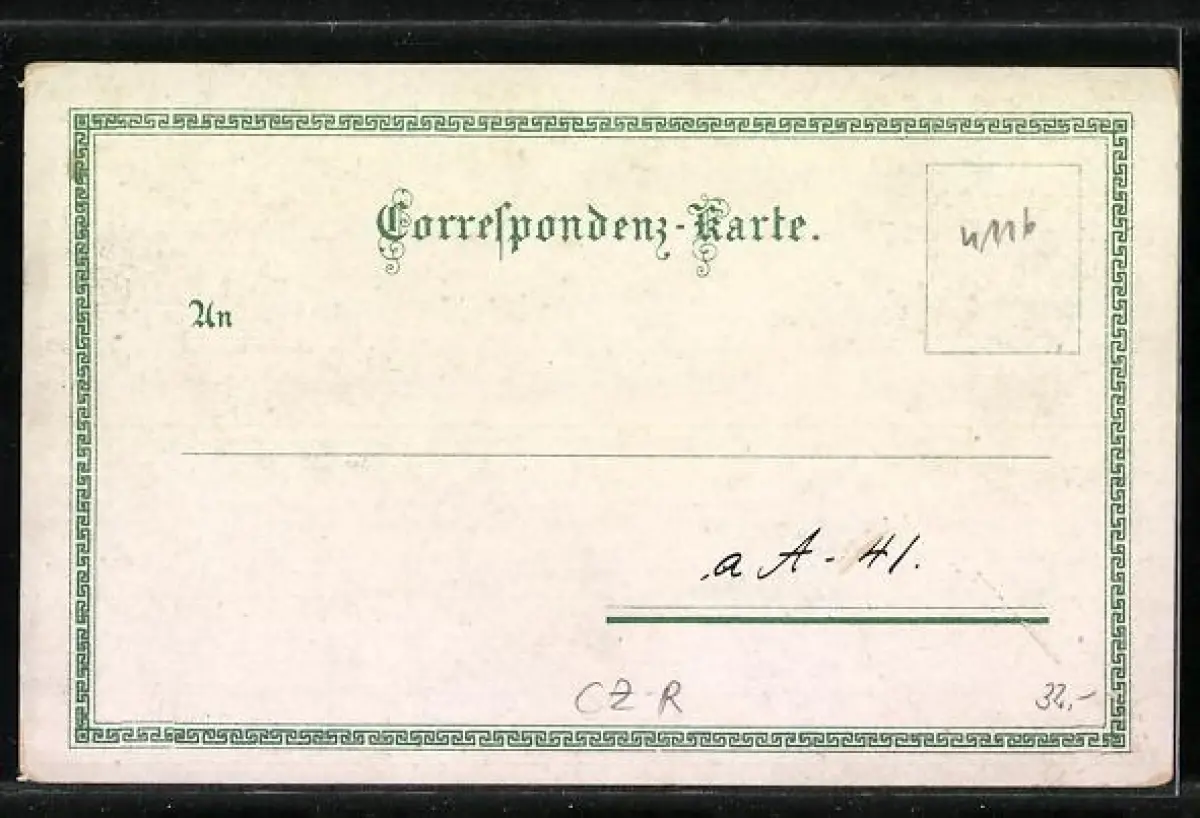 Correspondenz-Karte.
An
a A-41.
CZ-R
32,-